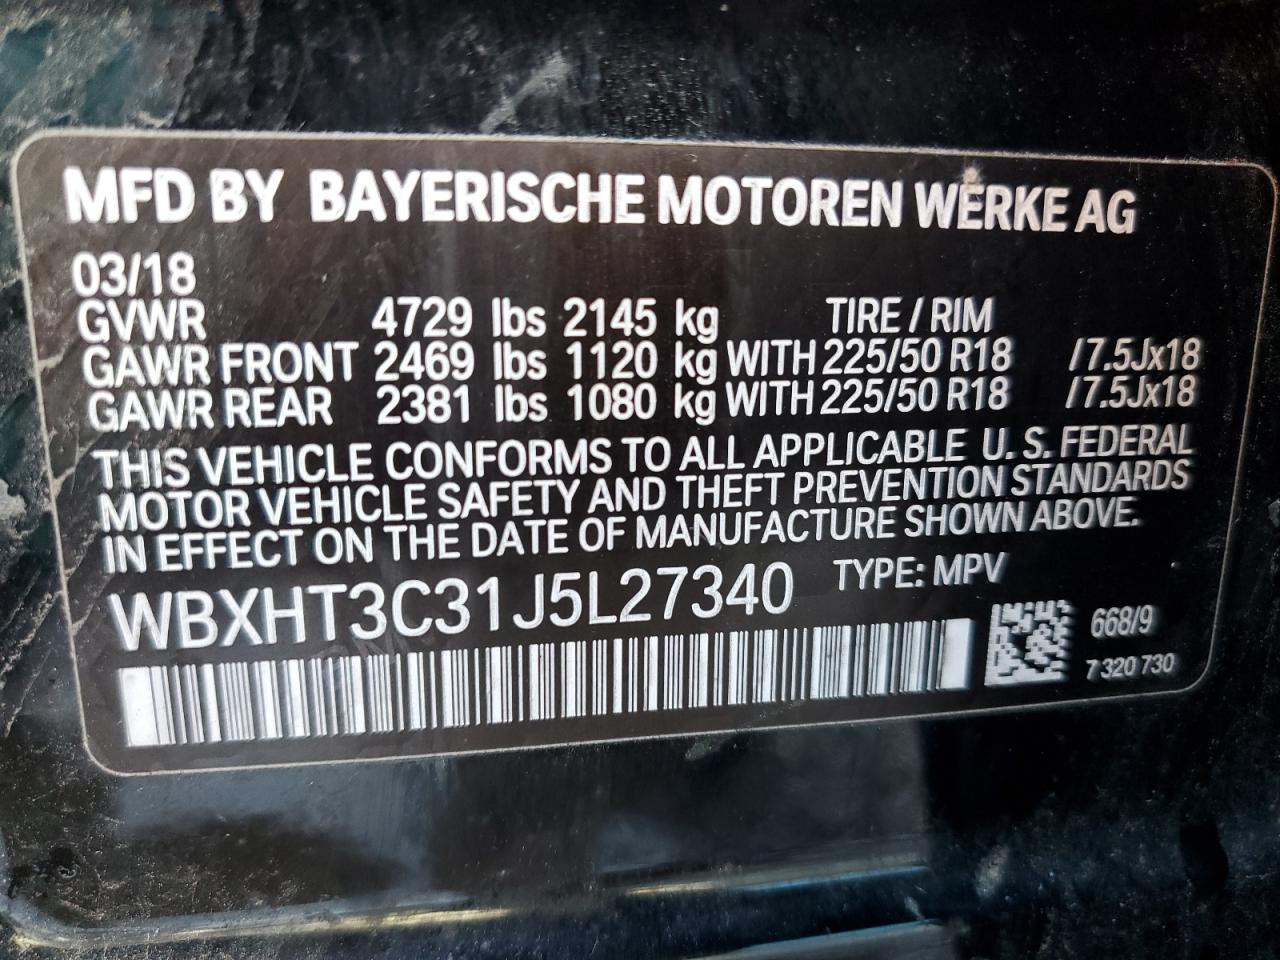 MFD BY BAYERISCHE MOTOREN WERKE AG
03/18
GVWR 4729 lbs 2145 kg TIRE / RIM
GAWR FRONT 2469 lbs 1120 kg WITH 225/50 R18 /7.5Jx18
GAWR REAR 2381 lbs 1080 kg WITH 225/50 R18 /7.5Jx18
THIS VEHICLE CONFORMS TO ALL APPLICABLE U. S. FEDERAL
MOTOR VEHICLE SAFETY AND THEFT PREVENTION STANDARDS
IN EFFECT ON THE DATE OF MANUFACTURE SHOWN ABOVE.
WBXHT3C31J5L27340 TYPE: MPV
668/9
7 320 730